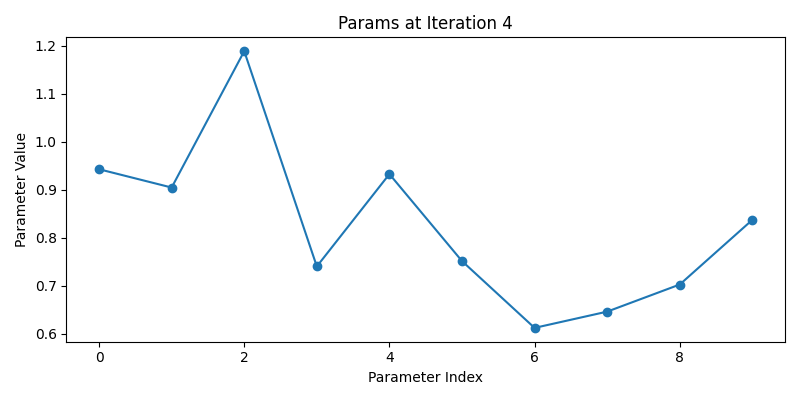 Params at Iteration 4
1.2
1.1
1.0
0.9
0.8
0.7
0.6
Parameter Value
0 2 4 6 8
Parameter Index